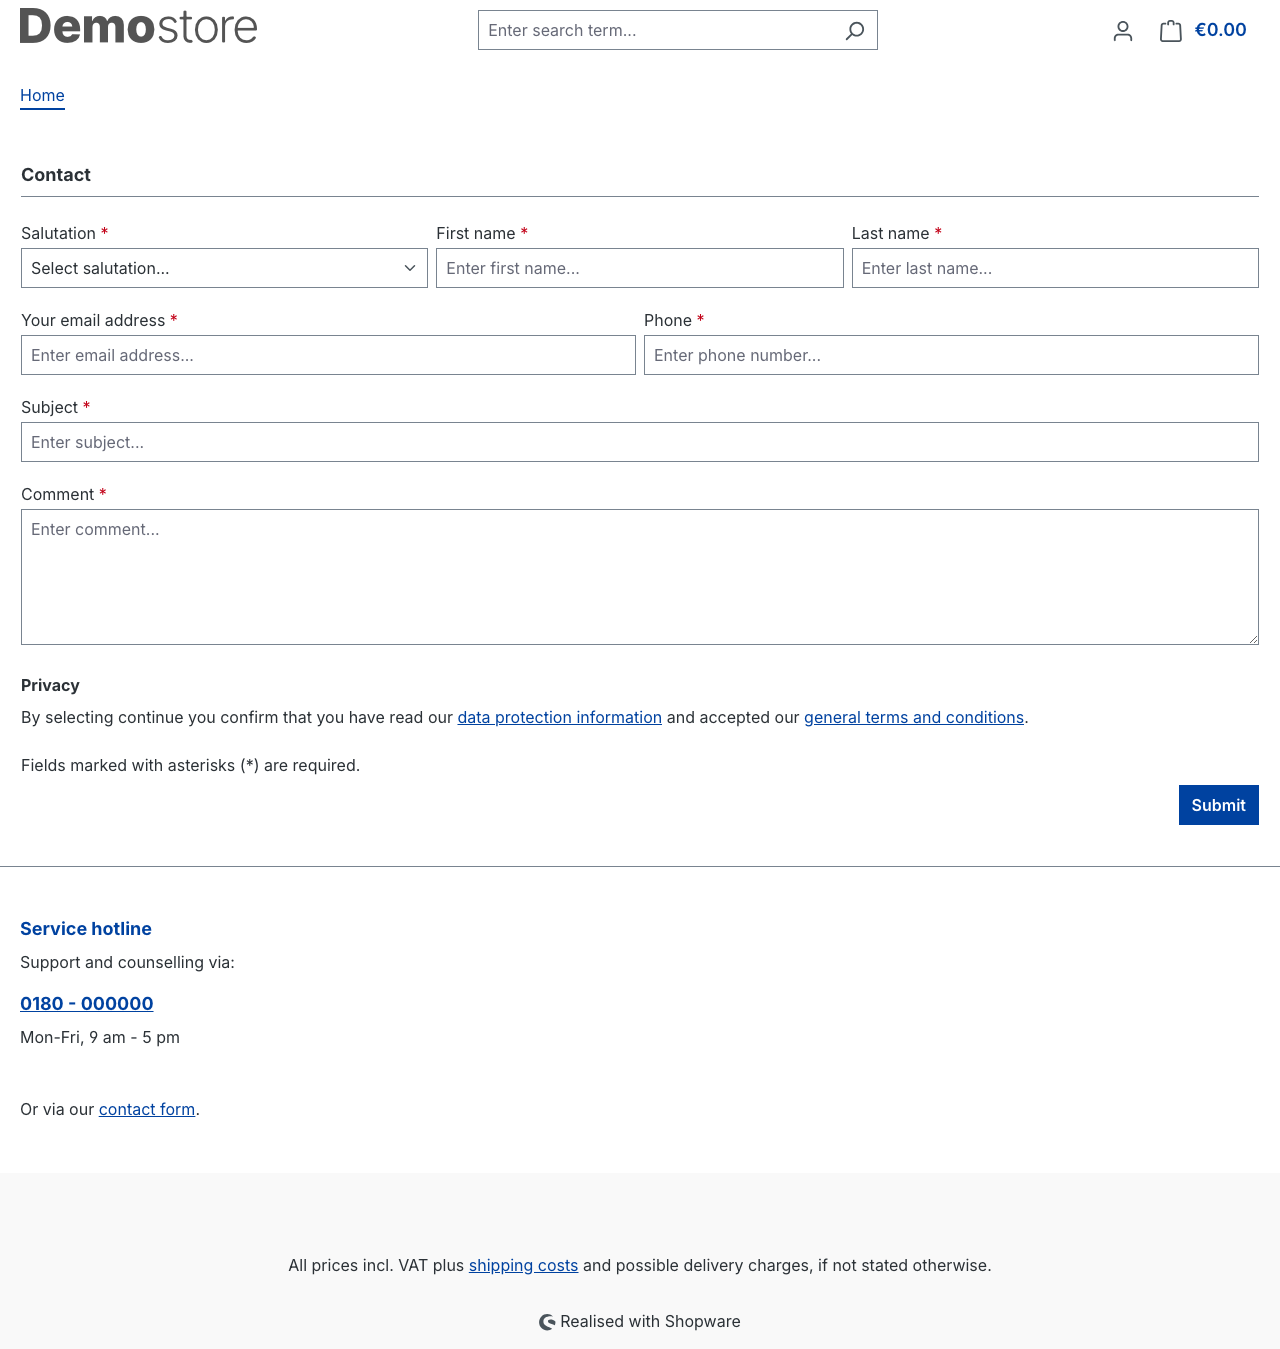 Demostore
Enter search term...
€0.00
Home
Contact
Salutation *
First name *
Last name *
Select salutation...
Enter first name...
Enter last name...
Your email address *
Phone *
Enter email address...
Enter phone number...
Subject *
Enter subject...
Comment *
Enter comment...
Privacy
By selecting continue you confirm that you have read our data protection information and accepted our general terms and conditions.
Fields marked with asterisks (*) are required.
Submit
Service hotline
Support and counselling via:
0180 - 000000
Mon-Fri, 9 am - 5 pm
Or via our contact form.
All prices incl. VAT plus shipping costs and possible delivery charges, if not stated otherwise.
Realised with Shopware